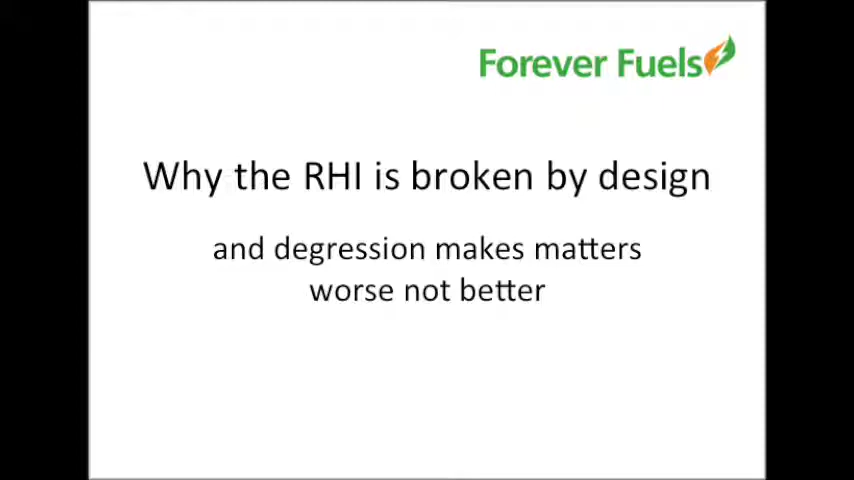 Forever Fuels
Why the RHI is broken by design
and degression makes matters
worse not better